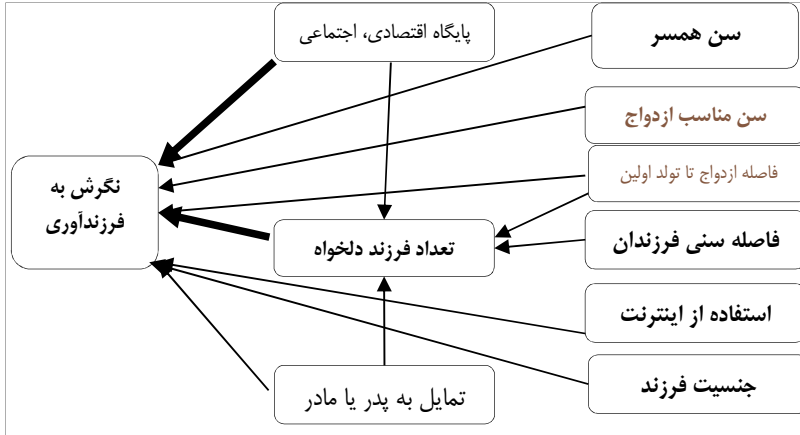 پایگاه اقتصادی، اجتماعی
سن همسر
سن مناسب ازدواج
فاصله ازدواج تا تولد اولین
نگرش به
فرزندآوری
تعداد فرزند دلخواه
فاصله سنی فرزندان
استفاده از اینترنت
جنسیت فرزند
تمایل به پدر یا مادر